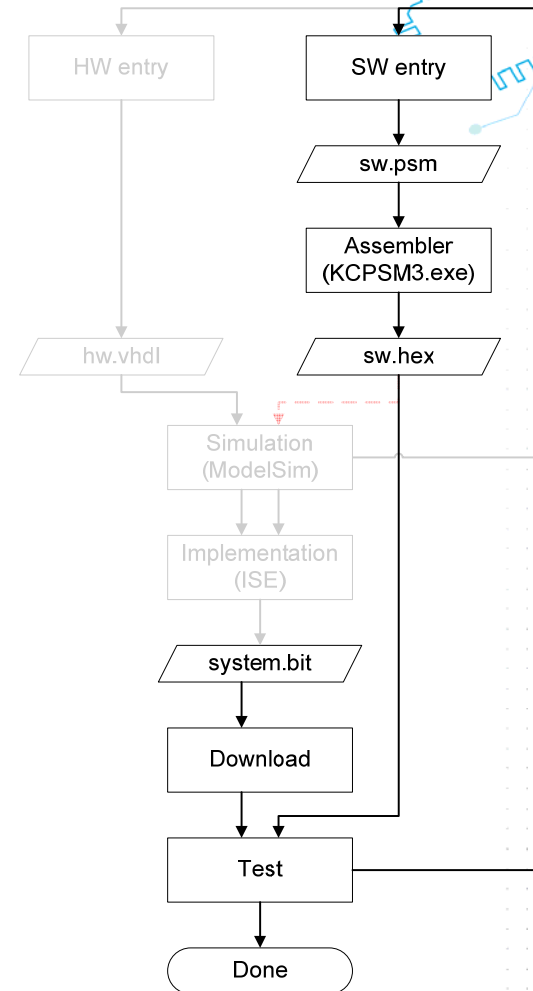 HW entry
SW entry
sw.psm
Assembler
(KCPSM3.exe)
hw.vhdl
sw.hex
Simulation
(ModelSim)
Implementation
(ISE)
system.bit
Download
Test
Done